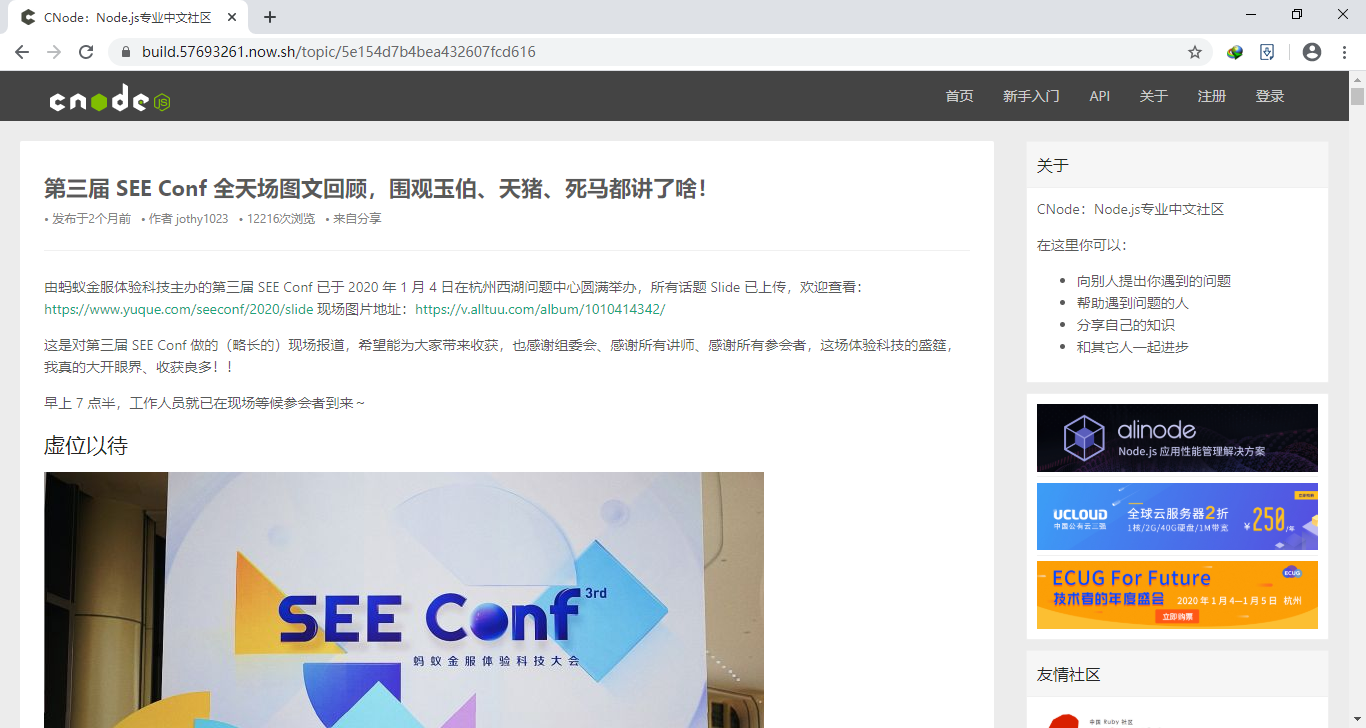 CNode：Node.js专业中文社区
build.57693261.now.sh/topic/5e154d7b4bea432607fcd616
cnode JS
首页 新手入门 API 关于 注册 登录
第三届 SEE Conf 全天场图文回顾，围观玉伯、天猪、死马都讲了啥！
• 发布于2个月前 • 作者 jothy1023 • 12216次浏览 • 来自分享
由蚂蚁金服体验科技主办的第三届 SEE Conf 已于 2020 年 1 月 4 日在杭州西湖问题中心圆满举办，所有话题 Slide 已上传，欢迎查看：
https://www.yuque.com/seeconf/2020/slide 现场图片地址：https://v.alltuu.com/album/1010414342/
这是对第三届 SEE Conf 做的（略长的）现场报道，希望能为大家带来收获，也感谢组委会、感谢所有讲师、感谢所有参会者，这场体验科技的盛筵，
我真的大开眼界、收获良多！！
早上 7 点半，工作人员就已在现场等候参会者到来 ~
虚位以待
SEE Conf 3rd
蚂蚁金服体验科技大会
关于
CNode：Node.js专业中文社区
在这里你可以：
• 向别人提出你遇到的问题
• 帮助遇到问题的人
• 分享自己的知识
• 和其它人一起进步
alinode
Node.js 应用性能管理解决方案
UCLOUD
中国公有云三强
全球云服务器2折
1核/2G/40G硬盘/1M带宽
¥250/年
ECUG For Future
ECUG
技术者的年度盛会 2020 年 1 月 4—1 月 5 日 杭州
立即购票
友情社区
中国 Ruby 社区